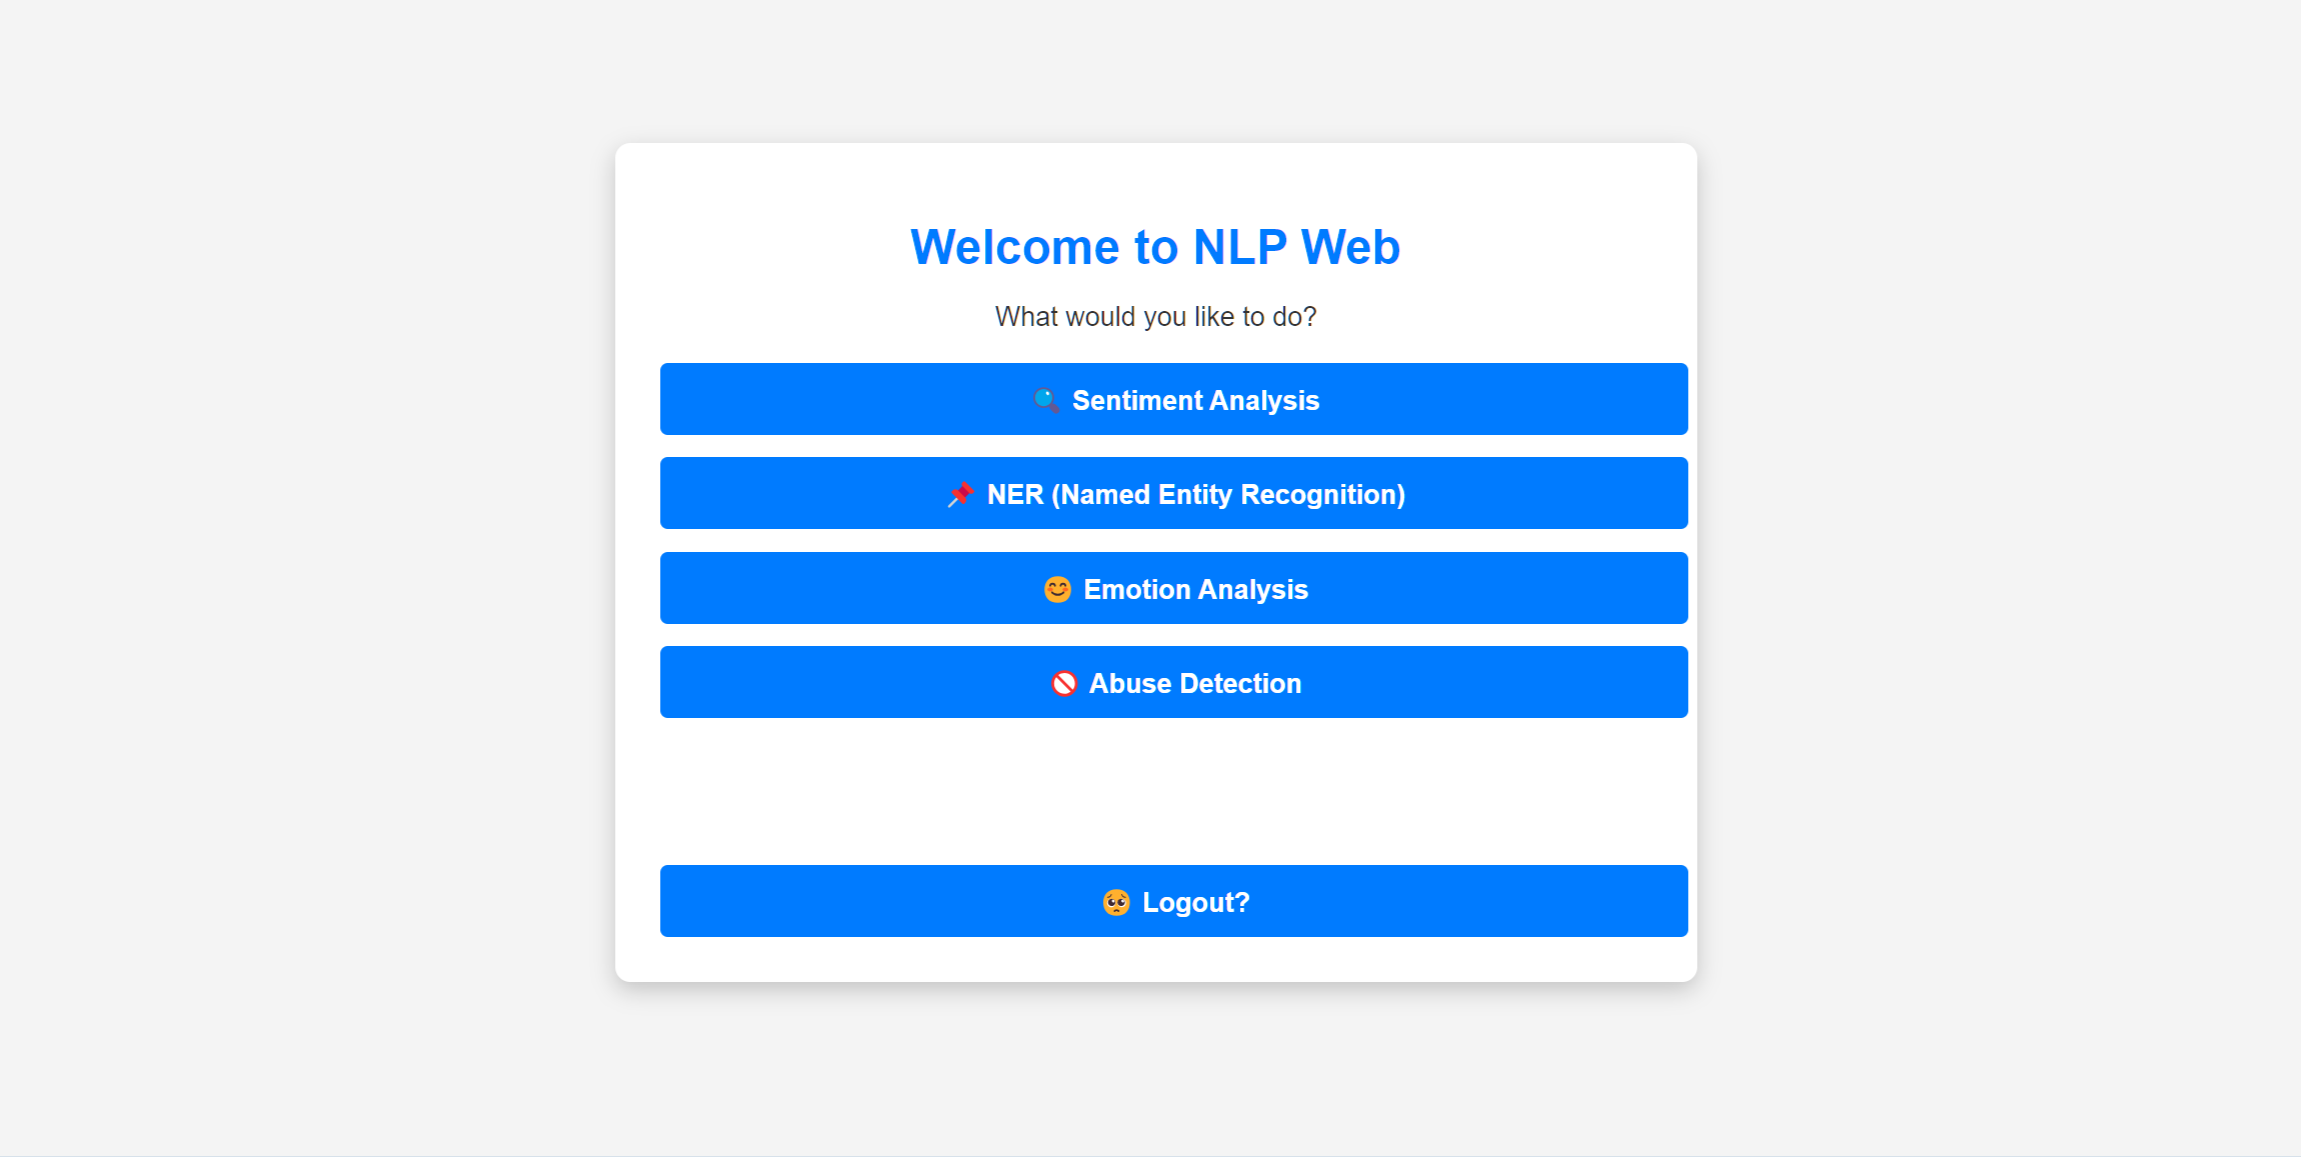 Welcome to NLP Web
What would you like to do?
🔍 Sentiment Analysis
📌 NER (Named Entity Recognition)
😊 Emotion Analysis
🚫 Abuse Detection
🥺 Logout?